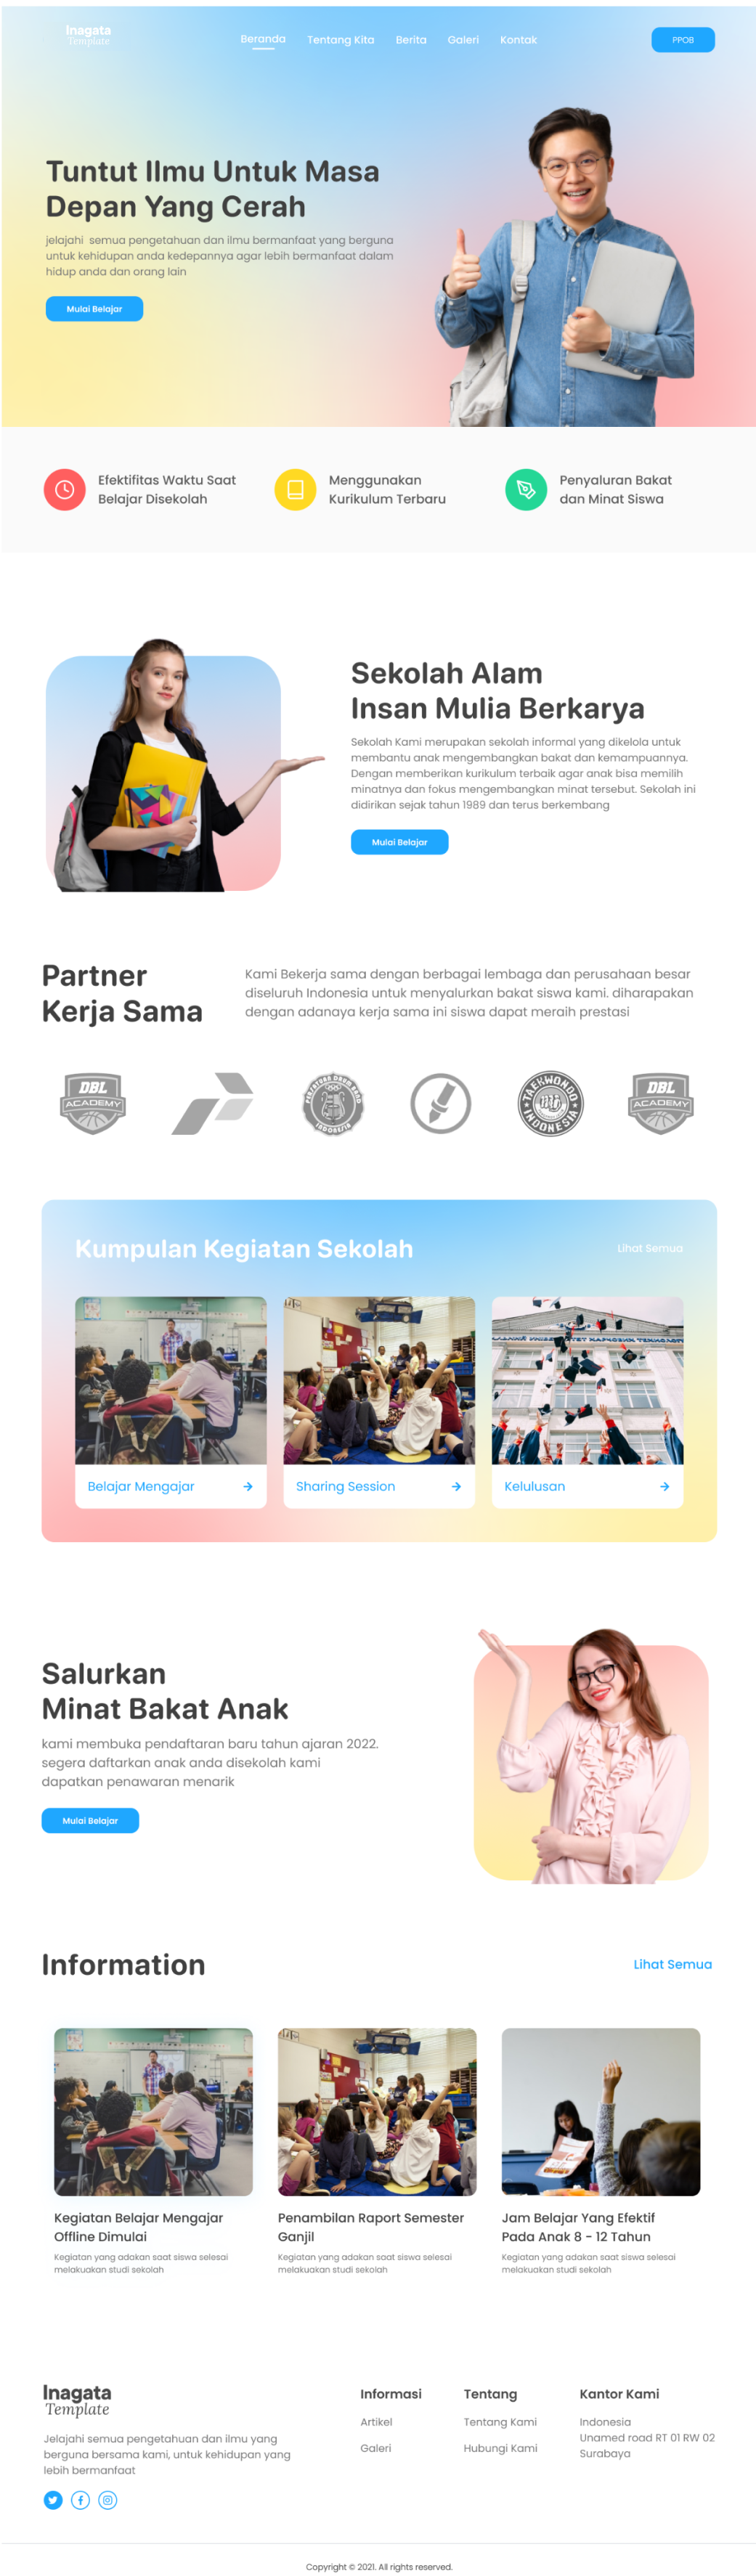 Inagata
Template
Beranda
Tentang Kita
Berita
Galeri
Kontak
PPOB
Tuntut Ilmu Untuk Masa
Depan Yang Cerah
jelajahi semua pengetahuan dan ilmu bermanfaat yang berguna
untuk kehidupan anda kedepannya agar lebih bermanfaat dalam
hidup anda dan orang lain
Mulai Belajar
Efektifitas Waktu Saat
Belajar Disekolah
Menggunakan
Kurikulum Terbaru
Penyaluran Bakat
dan Minat Siswa
Sekolah Alam
Insan Mulia Berkarya
Sekolah Kami merupakan sekolah informal yang dikelola untuk
membantu anak mengembangkan bakat dan kemampuannya.
Dengan memberikan kurikulum terbaik agar anak bisa memilih
minatnya dan fokus mengembangkan minat tersebut. Sekolah ini
didirikan sejak tahun 1989 dan terus berkembang
Mulai Belajar
Partner
Kerja Sama
Kami Bekerja sama dengan berbagai lembaga dan perusahaan besar
diseluruh Indonesia untuk menyalurkan bakat siswa kami. diharapakan
dengan adanaya kerja sama ini siswa dapat meraih prestasi
DBL
ACADEMY
DRUM BAND
INDONESIA
TAEKWONDO
INDONESIA
DBL
ACADEMY
Kumpulan Kegiatan Sekolah
Lihat Semua
Belajar Mengajar
Sharing Session
Kelulusan
Salurkan
Minat Bakat Anak
kami membuka pendaftaran baru tahun ajaran 2022.
segera daftarkan anak anda disekolah kami
dapatkan penawaran menarik
Mulai Belajar
Information
Lihat Semua
Kegiatan Belajar Mengajar
Offline Dimulai
Kegiatan yang adakan saat siswa selesai
melakuakan studi sekolah
Penambilan Raport Semester
Ganjil
Kegiatan yang adakan saat siswa selesai
melakuakan studi sekolah
Jam Belajar Yang Efektif
Pada Anak 8 - 12 Tahun
Kegiatan yang adakan saat siswa selesai
melakuakan studi sekolah
Inagata
Template
Jelajahi semua pengetahuan dan ilmu yang
berguna bersama kami, untuk kehidupan yang
lebih bermanfaat
Informasi
Artikel
Galeri
Tentang
Tentang Kami
Hubungi Kami
Kantor Kami
Indonesia
Unamed road RT 01 RW 02
Surabaya
Copyright © 2021. All rights reserved.